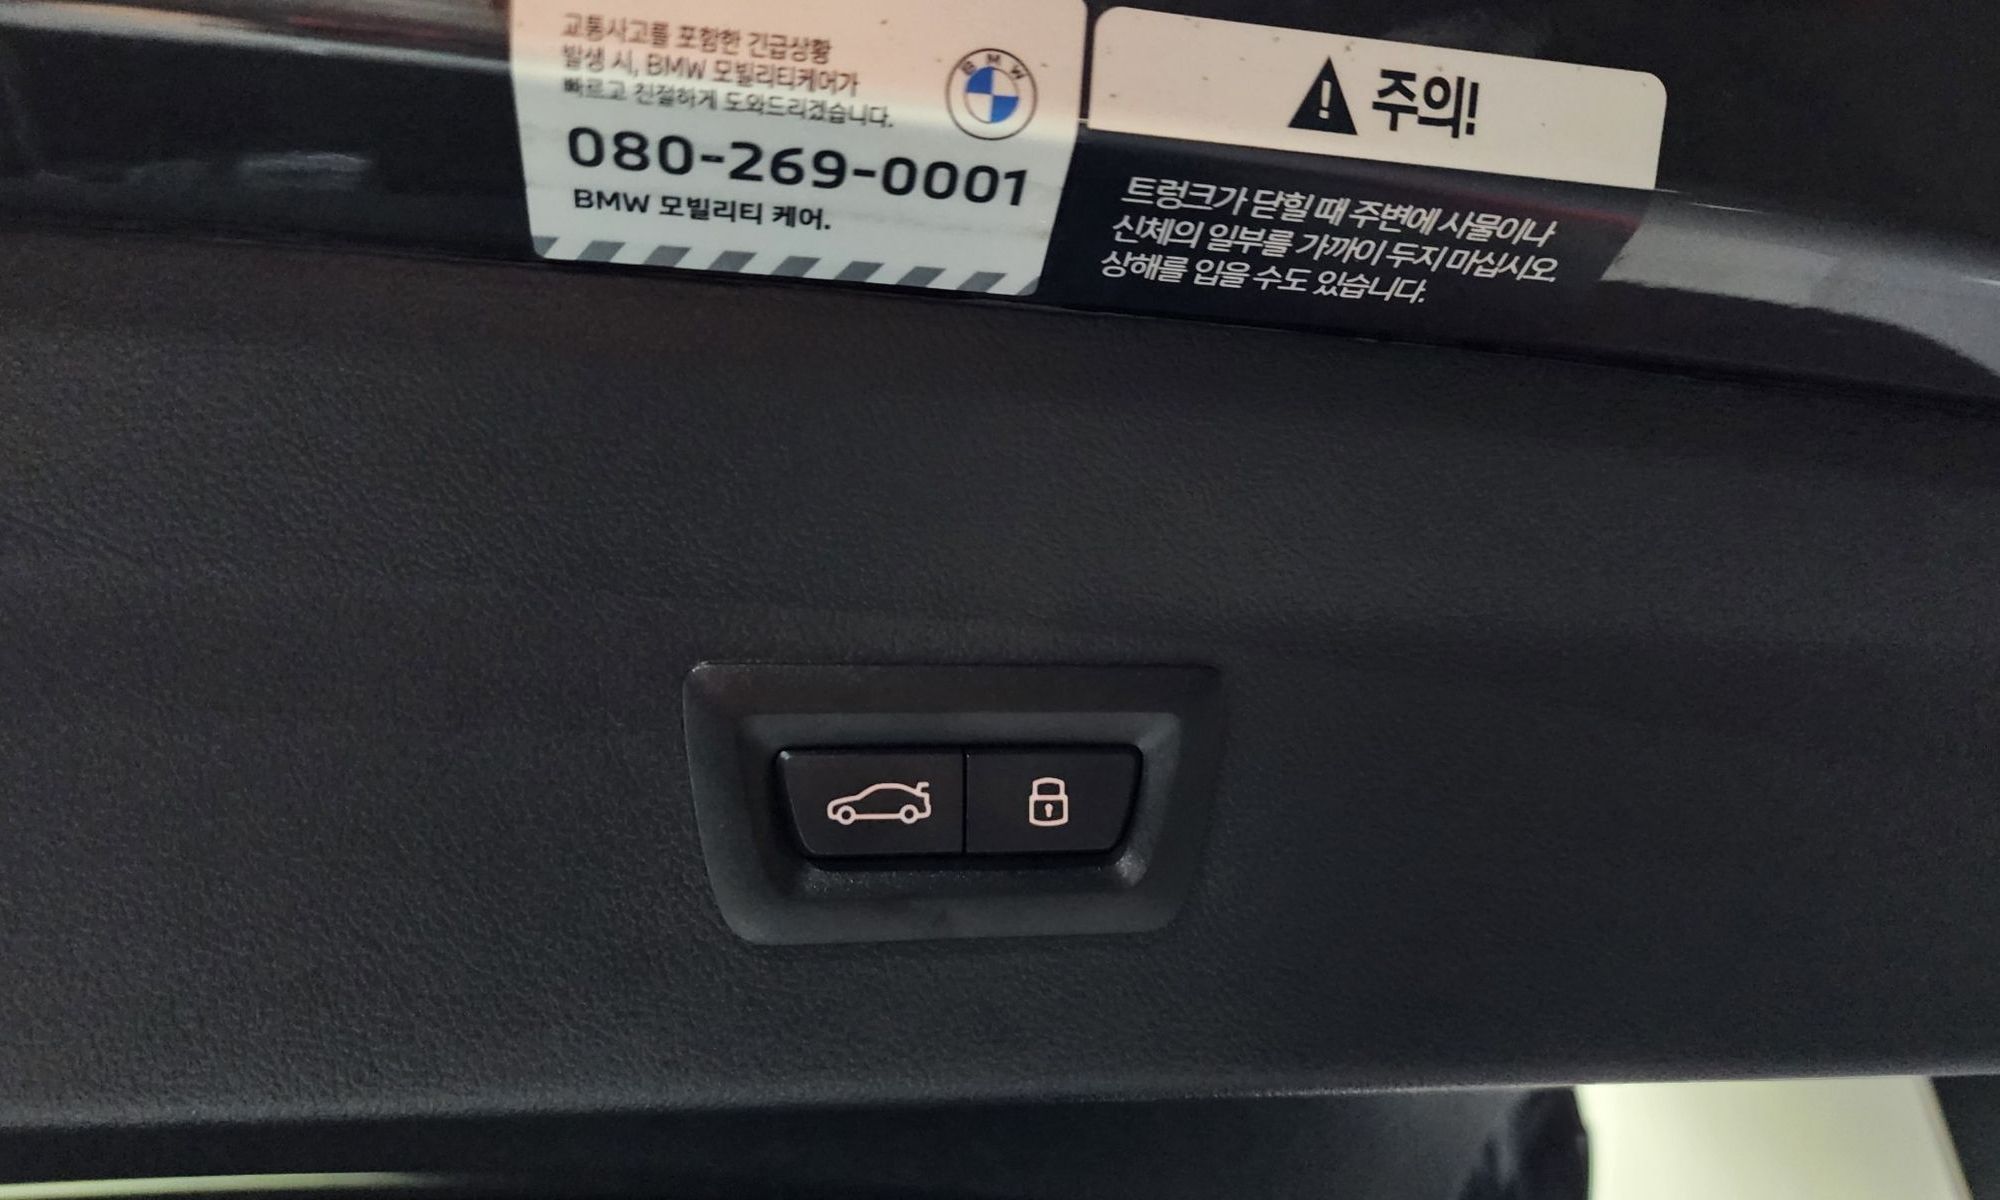 교통사고를 포함한 긴급상황
발생 시, BMW 모빌리티케어가
빠르고 친절하게 도와드리겠습니다.
BMW
080-269-0001
BMW 모빌리티 케어.
주의!
트렁크가 닫힐 때 주변에 사물이나
신체의 일부를 가까이 두지 마십시오.
상해를 입을 수도 있습니다.